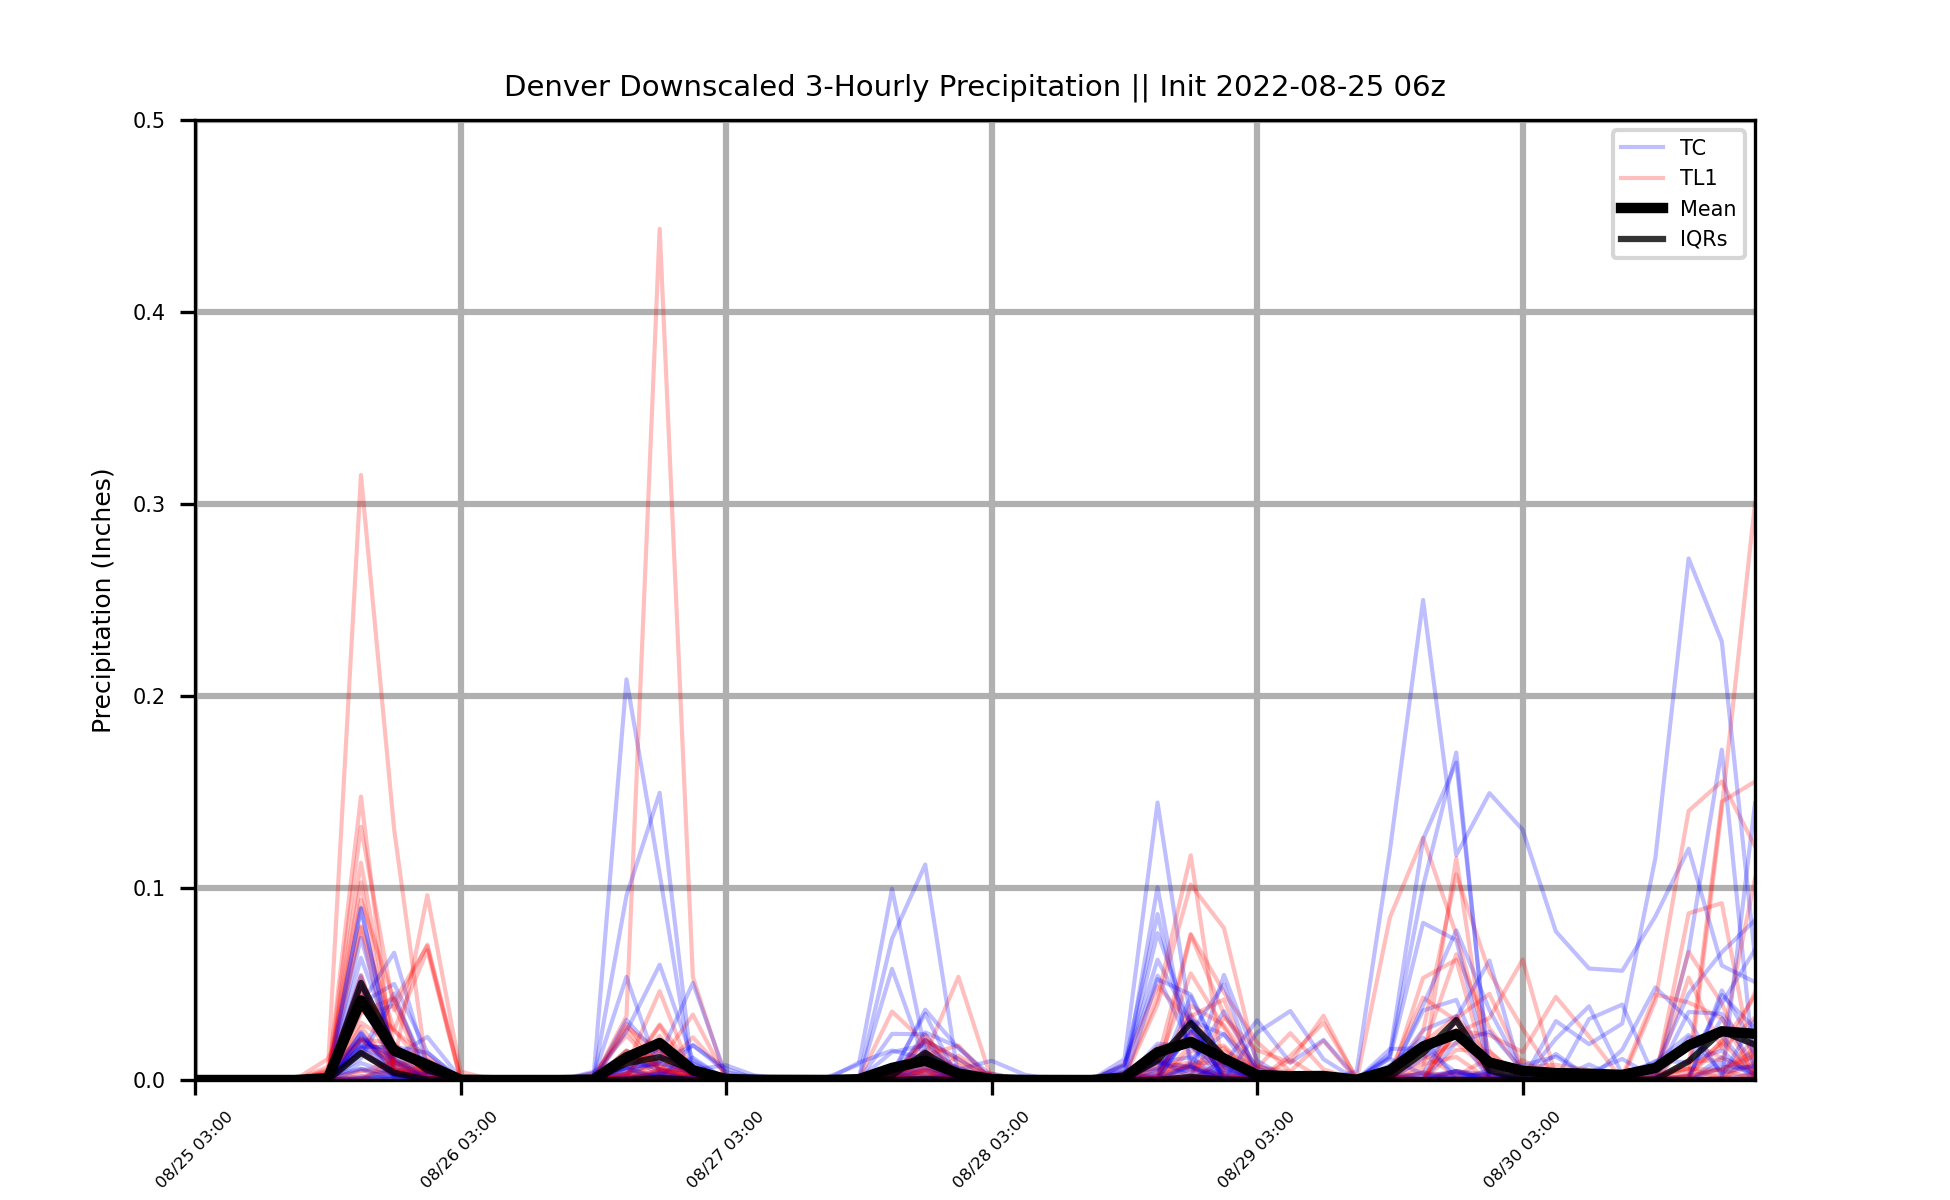 Denver Downscaled 3-Hourly Precipitation || Init 2022-08-25 06z
Precipitation (Inches)
0.5
0.4
0.3
0.2
0.1
0.0
TC
TL1
Mean
IQRs
08/25 03:00
08/26 03:00
08/27 03:00
08/28 03:00
08/29 03:00
08/30 03:00